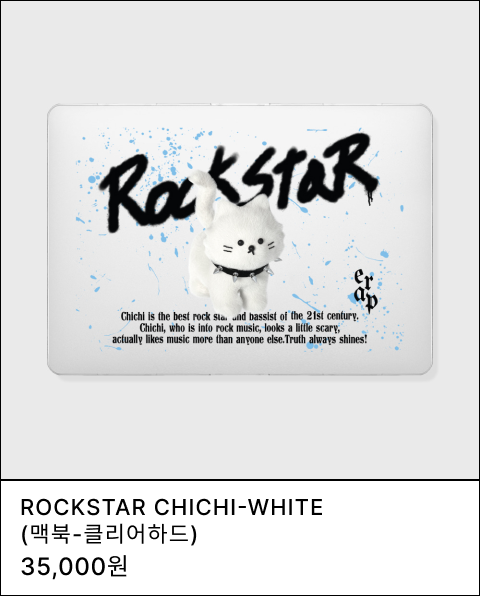 RockStaR
erap
Chichi is the best rock star and bassist of the 21st century.
Chichi, who is into rock music, looks a little scary,
actually likes music more than anyone else.Truth always shines!
ROCKSTAR CHICHI-WHITE
(맥북-클리어하드)
35,000원